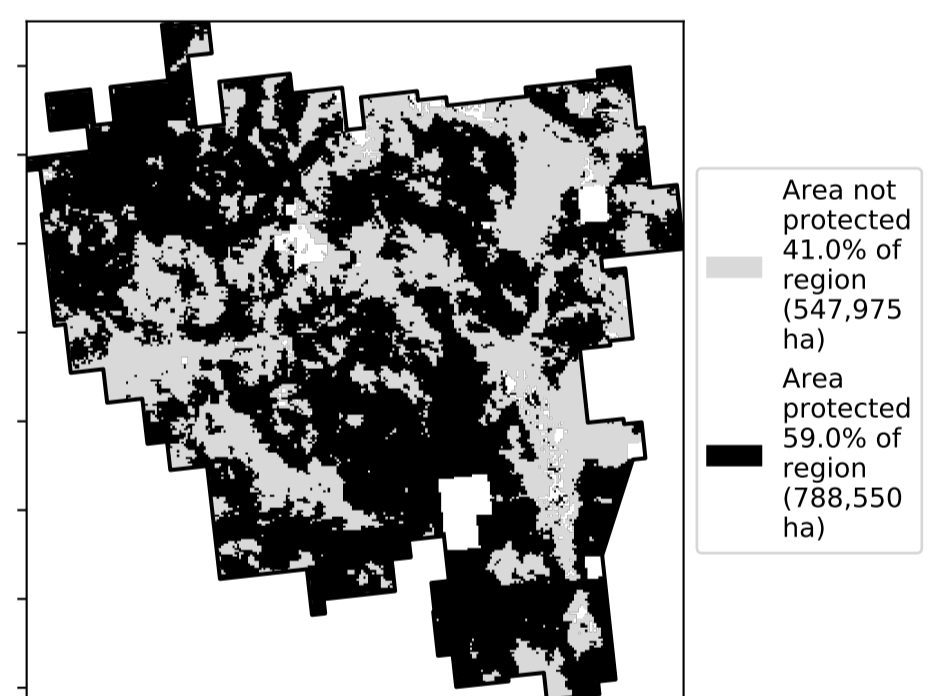 Area not
protected
41.0% of
region
(547,975
ha)
Area
protected
59.0% of
region
(788,550
ha)